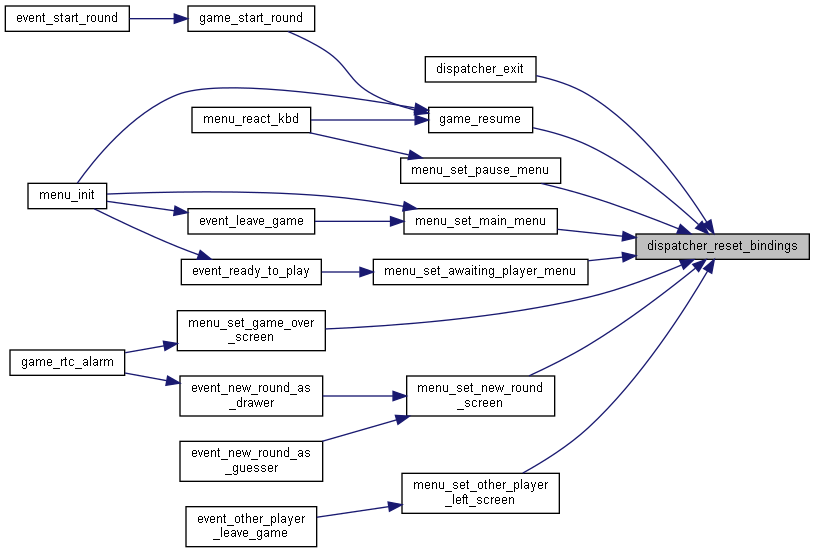 event_start_round
game_start_round
dispatcher_exit
menu_react_kbd
game_resume
menu_set_pause_menu
menu_init
event_leave_game
menu_set_main_menu
dispatcher_reset_bindings
event_ready_to_play
menu_set_awaiting_player_menu
menu_set_game_over
_screen
game_rtc_alarm
event_new_round_as
_drawer
menu_set_new_round
_screen
event_new_round_as
_guesser
menu_set_other_player
_left_screen
event_other_player
_leave_game